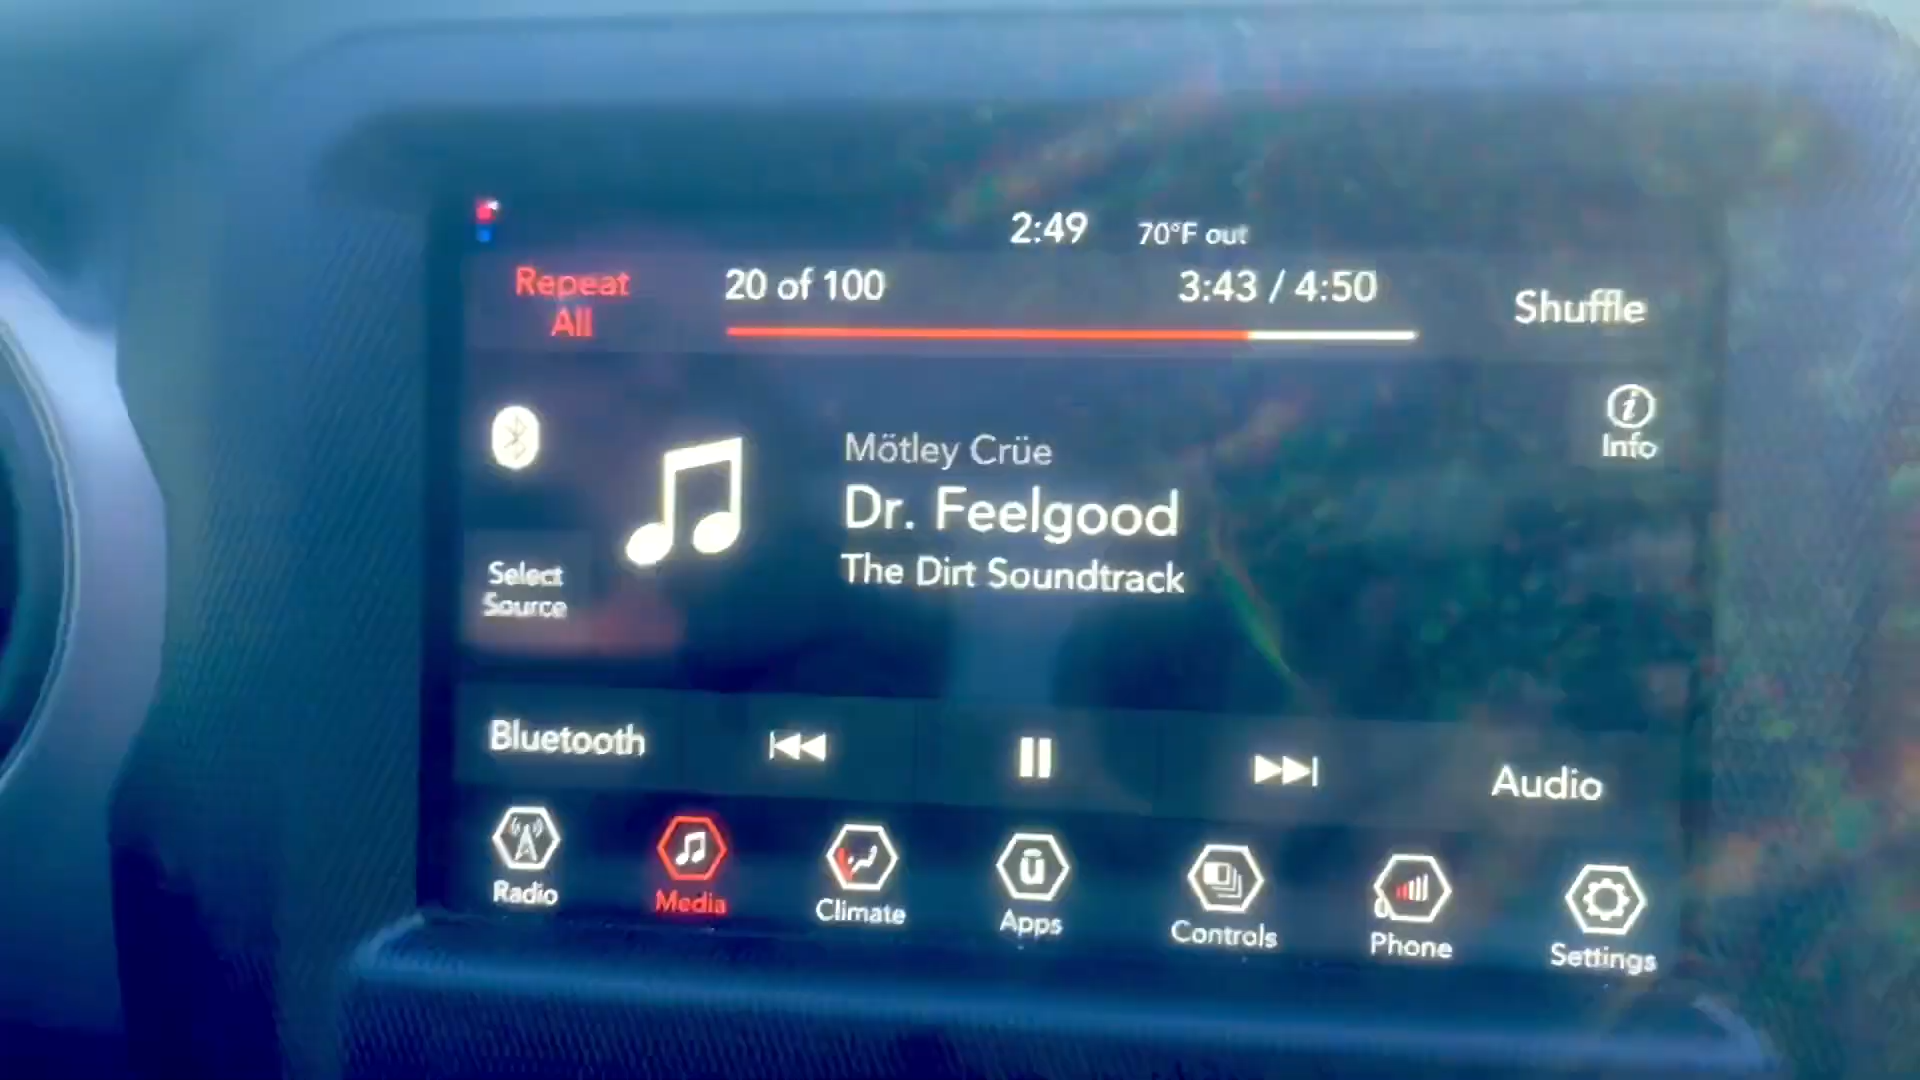 2:49 70°F out
Repeat
All
20 of 100
3:43 / 4:50
Shuffle
Info
Mötley Crüe
Dr. Feelgood
The Dirt Soundtrack
Select
Source
Bluetooth
Audio
Radio
Media
Climate
Apps
Controls
Phone
Settings